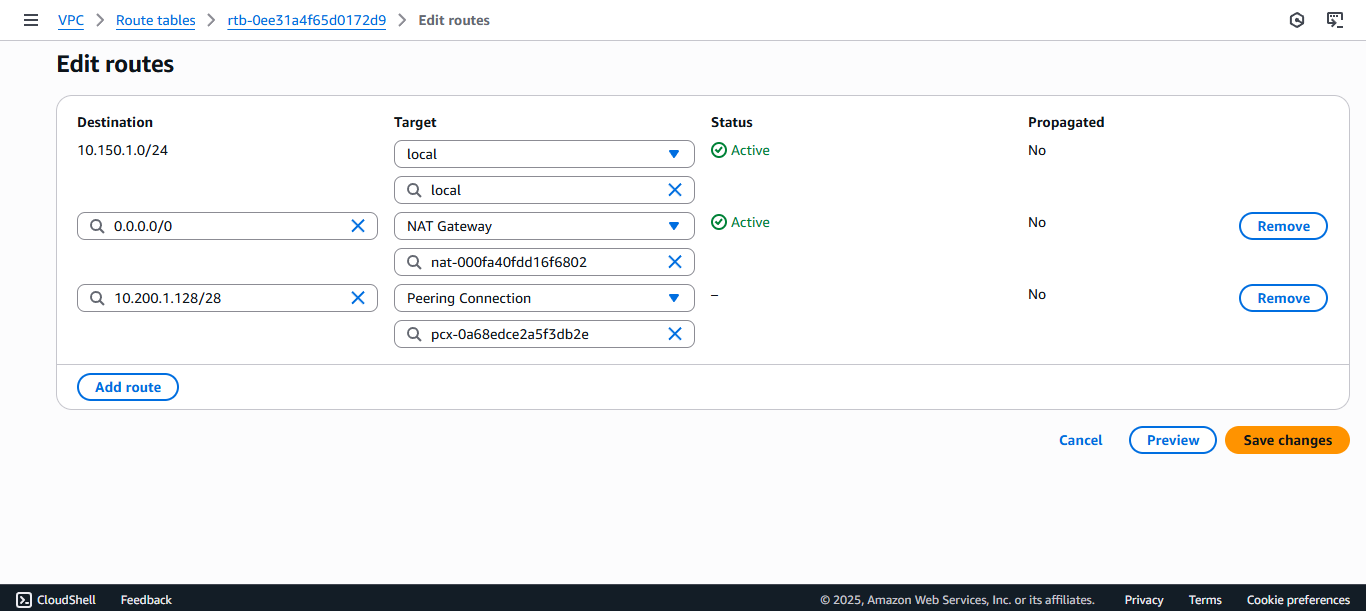 VPC > Route tables > rtb-0ee31a4f65d0172d9 > Edit routes
Edit routes
Destination Target Status Propagated
10.150.1.0/24 local Active No
local
0.0.0.0/0 NAT Gateway Active No Remove
nat-000fa40fdd16f6802
10.200.1.128/28 Peering Connection – No Remove
pcx-0a68edce2a5f3db2e
Add route
Cancel Preview Save changes
CloudShell Feedback © 2025, Amazon Web Services, Inc. or its affiliates. Privacy Terms Cookie preferences